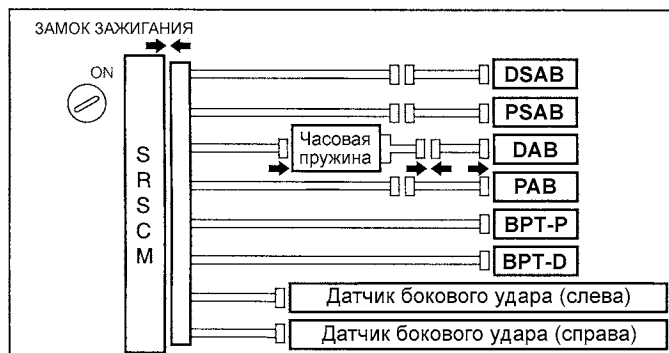 ЗАМОК ЗАЖИГАНИЯ
ON
SRSCM
DSAB
PSAB
Часовая
пружина
DAB
PAB
BPT-P
BPT-D
Датчик бокового удара (слева)
Датчик бокового удара (справа)